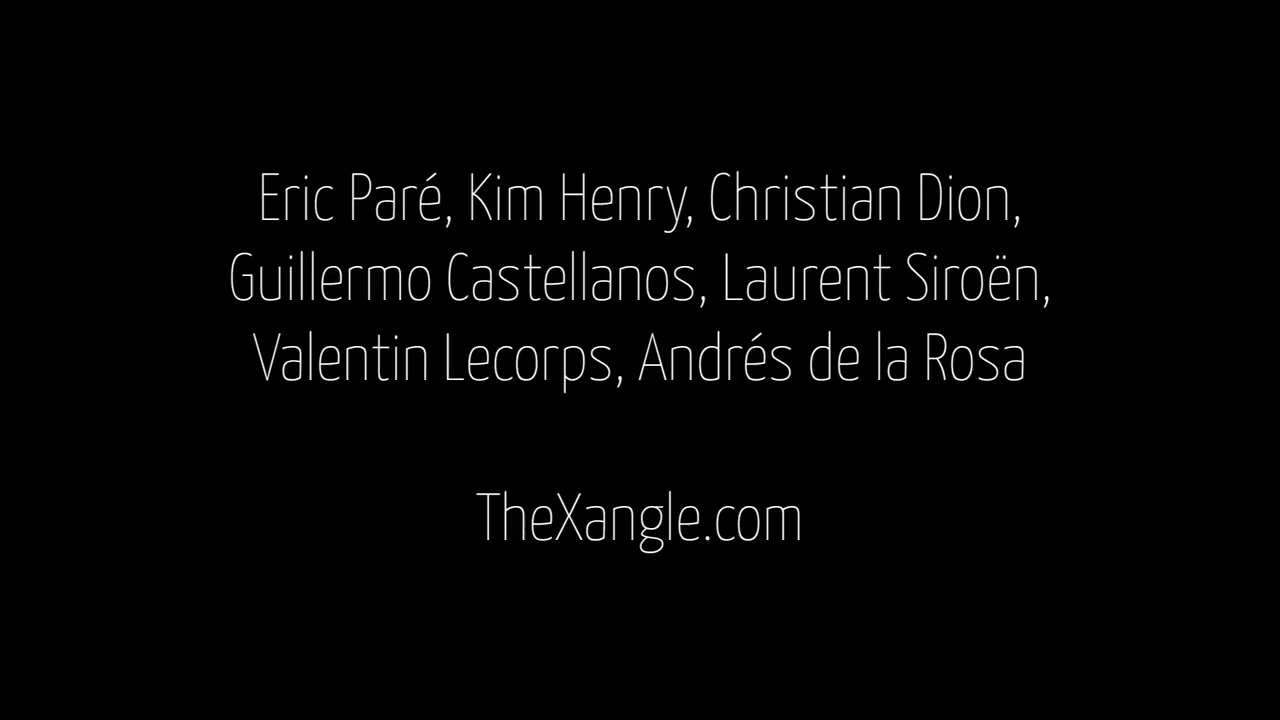 Eric Paré, Kim Henry, Christian Dion,
Guillermo Castellanos, Laurent Siroën,
Valentin Lecorps, Andrés de la Rosa
TheXangle.com